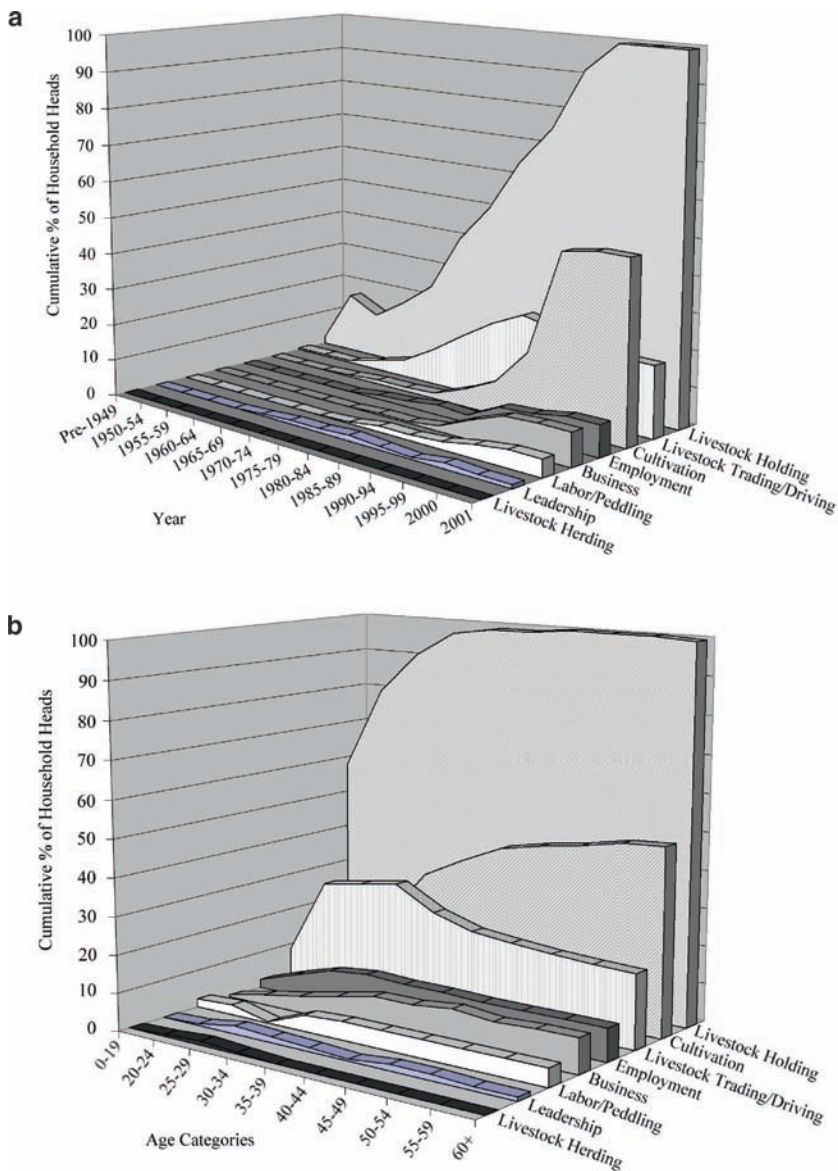 a
100
90
80
70
60
50
40
30
20
10
0
Cumulative % of Household Heads
Pre-1949
1950-54
1955-59
1960-64
1965-69
1970-74
1975-79
1980-84
1985-89
1990-94
1995-99
2000
2001
Year
Livestock Holding
Livestock Trading/Driving
Cultivation
Employment
Business
Labor/Peddling
Leadership
Livestock Herding
b
100
90
80
70
60
50
40
30
20
10
0
Cumulative % of Household Heads
0-19
20-24
25-29
30-34
35-39
40-44
45-49
50-54
55-59
60+
Age Categories
Livestock Holding
Cultivation
Livestock Trading/Driving
Employment
Business
Labor/Peddling
Leadership
Livestock Herding